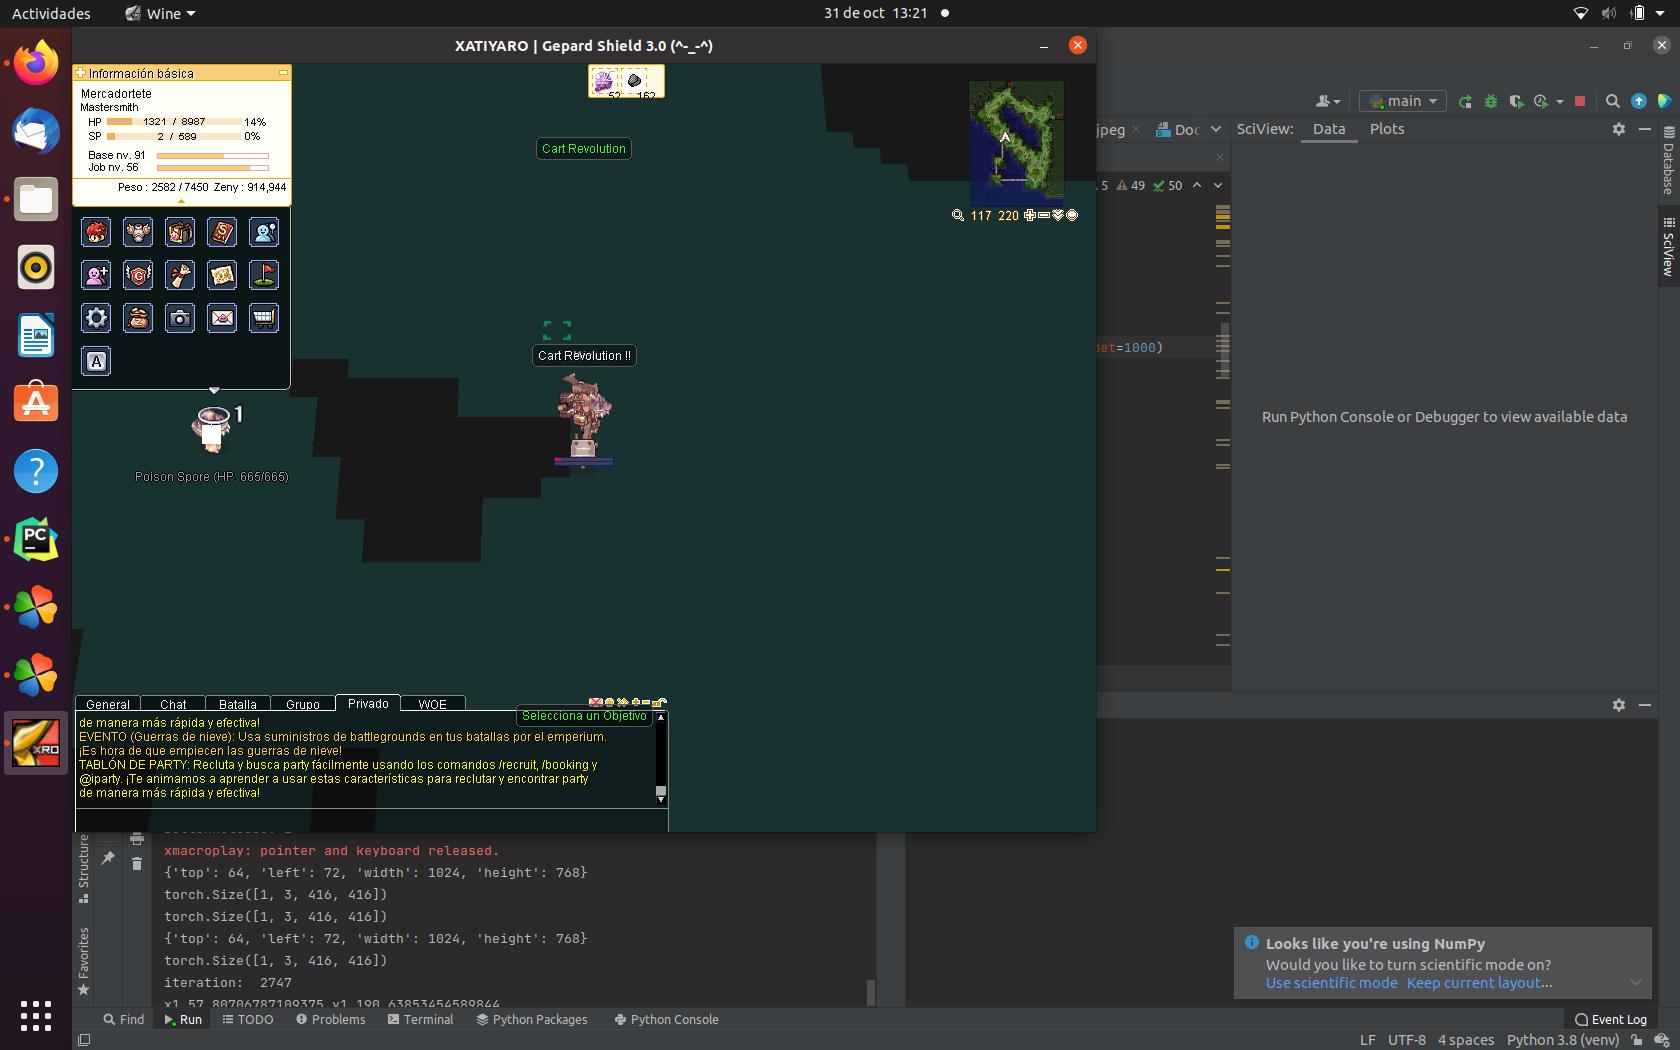 Actividades
Wine
31 de oct 13:21
XATIYARO | Gepard Shield 3.0 (^-_-^)
Información básica
Mercadortete
Mastersmith
HP 1321 / 8987 14%
SP 2 / 589 0%
Base nv. 91
Job nv. 56
Peso : 2582 / 7450 Zeny : 914,944
52 162
Cart Revolution
117 220
Cart Revolution !!
1
Poison Spore (HP: 665/665)
General Chat Batalla Grupo Privado WOE
Selecciona un Objetivo
de manera más rápida y efectiva!
EVENTO (Guerras de nieve): Usa suministros de battlegrounds en tus batallas por el emperium.
¡Es hora de que empiecen las guerras de nieve!
TABLÓN DE PARTY: Recluta y busca party fácilmente usando los comandos /recruit, /booking y
@iparty. ¡Te animamos a aprender a usar estas características para reclutar y encontrar party
de manera más rápida y efectiva!
main
jpeg
Doc
SciView: Data Plots
5 49 50
det=1000)
Run Python Console or Debugger to view available data
Database
SciView
Structure
Favorites
xmacroplay: pointer and keyboard released.
{'top': 64, 'left': 72, 'width': 1024, 'height': 768}
torch.Size([1, 3, 416, 416])
torch.Size([1, 3, 416, 416])
{'top': 64, 'left': 72, 'width': 1024, 'height': 768}
torch.Size([1, 3, 416, 416])
iteration: 2747
x1 57.80706787109375 y1 190.63853454589844
Looks like you're using NumPy
Would you like to turn scientific mode on?
Use scientific mode Keep current layout...
Find Run TODO Problems Terminal Python Packages Python Console
Event Log
LF UTF-8 4 spaces Python 3.8 (venv)
PC
XRO
A